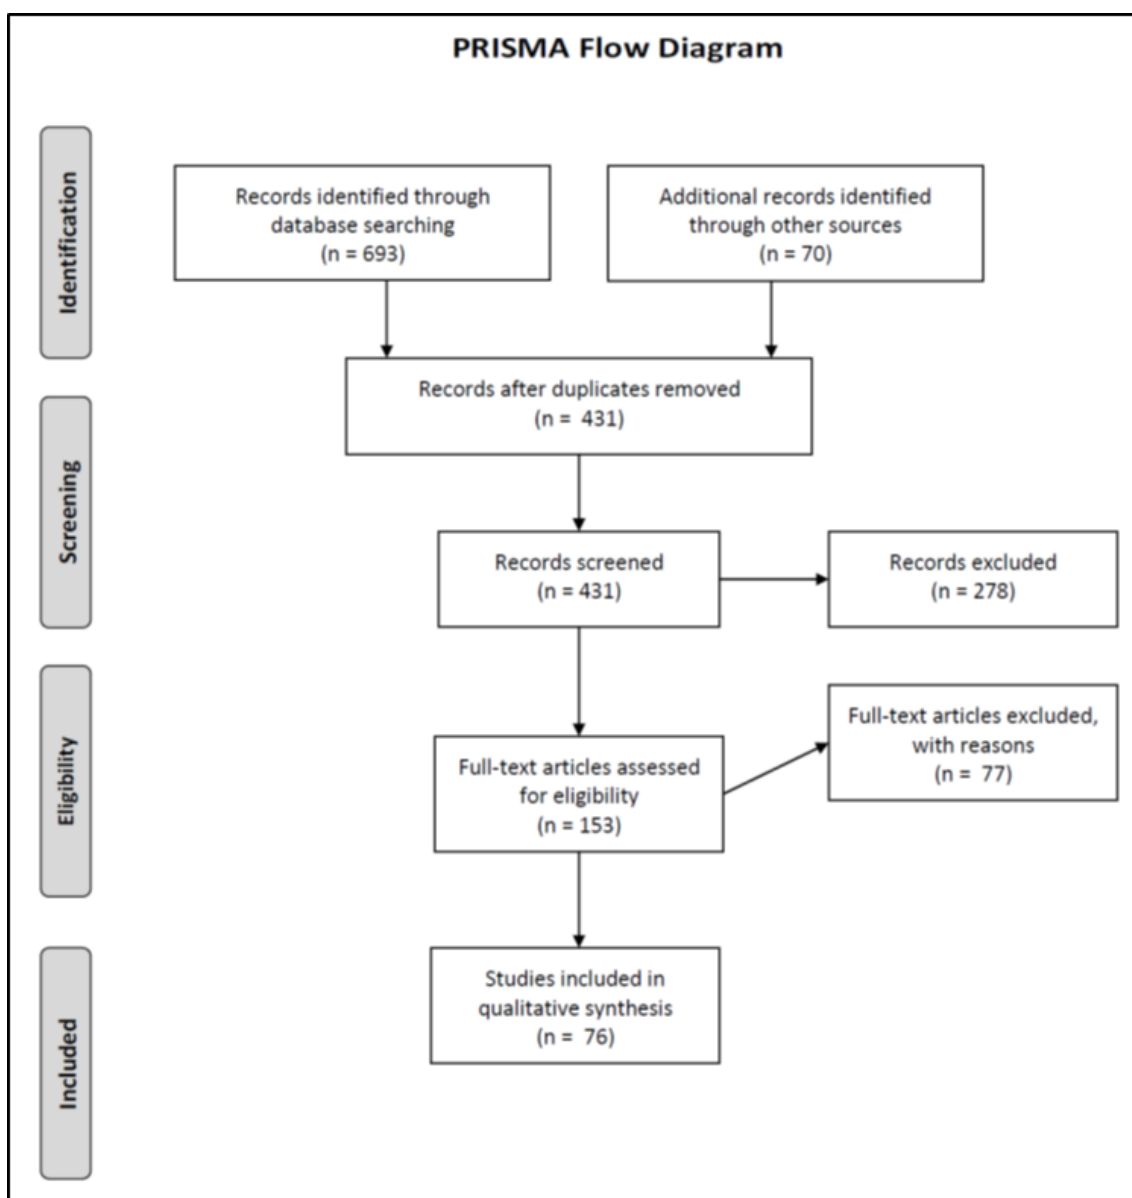 PRISMA Flow Diagram
Identification
Records identified through
database searching
(n = 693)
Additional records identified
through other sources
(n = 70)
Records after duplicates removed
(n = 431)
Screening
Records screened
(n = 431)
Records excluded
(n = 278)
Eligibility
Full-text articles assessed
for eligibility
(n = 153)
Full-text articles excluded,
with reasons
(n = 77)
Included
Studies included in
qualitative synthesis
(n = 76)